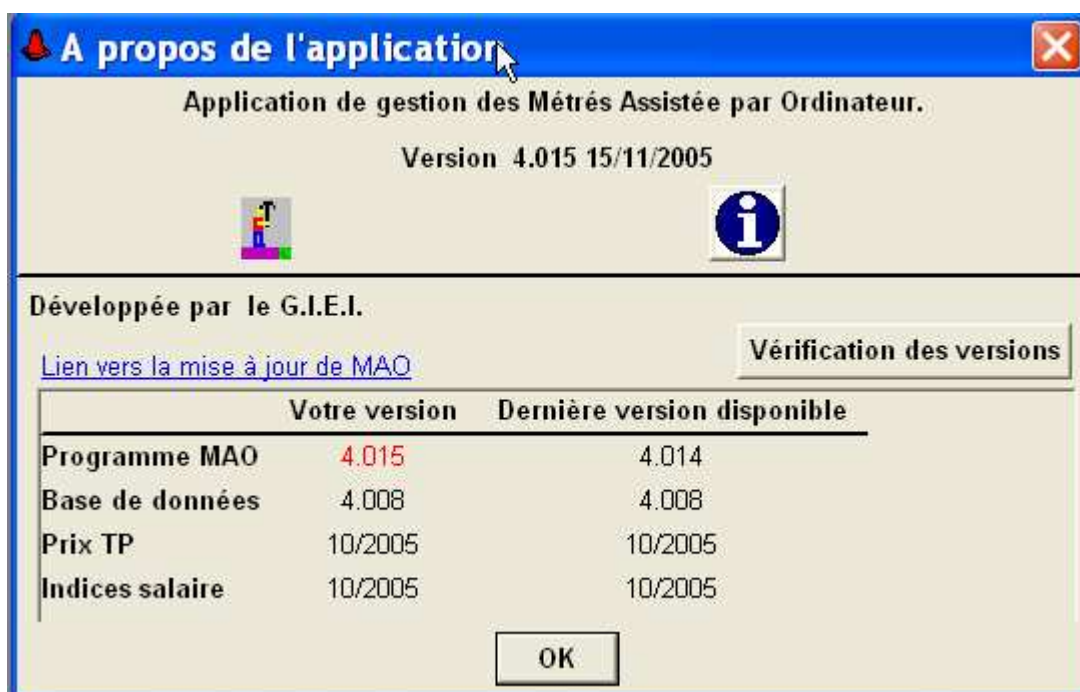 A propos de l'application
Application de gestion des Métrés Assistée par Ordinateur.
Version 4.015 15/11/2005
Développée par le G.I.E.I.
Vérification des versions
Lien vers la mise à jour de MAO
Votre version Dernière version disponible
Programme MAO 4.015 4.014
Base de données 4.008 4.008
Prix TP 10/2005 10/2005
Indices salaire 10/2005 10/2005
OK